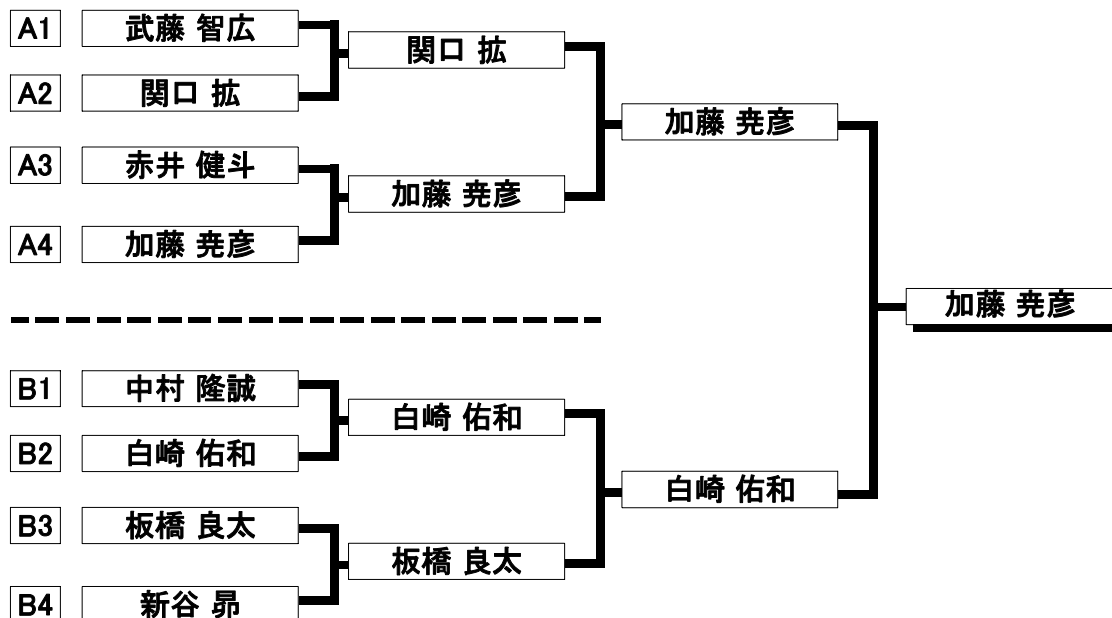 A1 武藤 智広
関口 拡
A2 関口 拡
加藤 尭彦
A3 赤井 健斗
加藤 尭彦
A4 加藤 尭彦
加藤 尭彦
B1 中村 隆誠
白崎 佑和
B2 白崎 佑和
白崎 佑和
B3 板橋 良太
板橋 良太
B4 新谷 昴